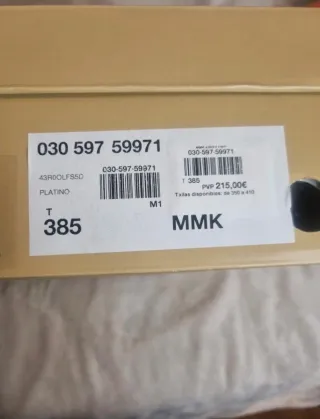 030 597 59971
030-597-59971
43R0OLFS5D
030-597-59971
PLATINO
M1
T 385
PVP 215,00€
Tallas disponibles: de 350 a 410
T
385
MMK